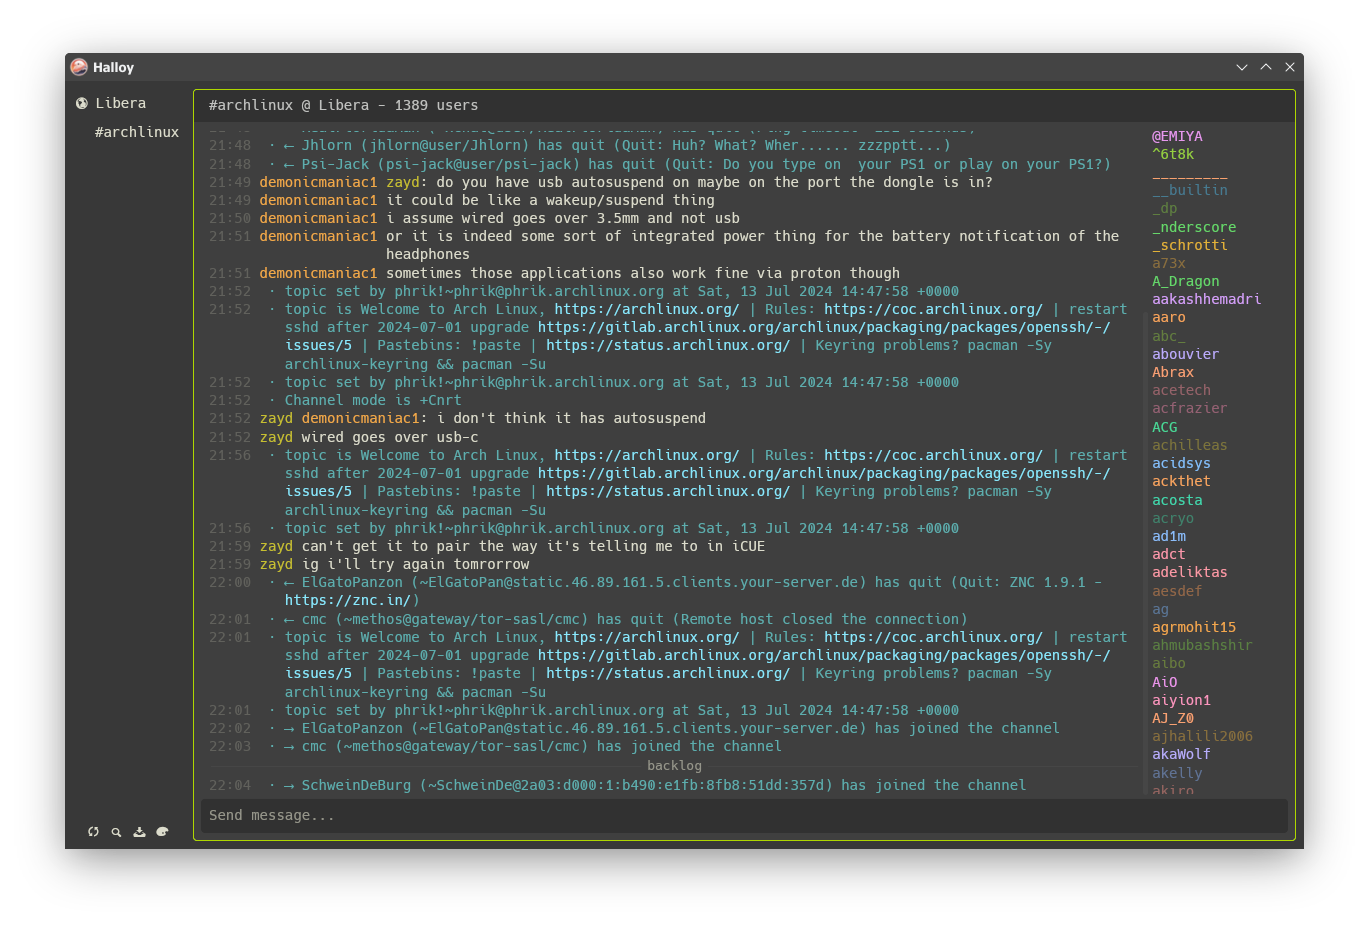 Halloy
Libera
#archlinux
#archlinux @ Libera - 1389 users
21:48 · ← Jhlorn (jhlorn@user/Jhlorn) has quit (Quit: Huh? What? Wher...... zzzpptt...)
21:48 · ← Psi-Jack (psi-jack@user/psi-jack) has quit (Quit: Do you type on  your PS1 or play on your PS1?)
21:49 demonicmaniac1 zayd: do you have usb autosuspend on maybe on the port the dongle is in?
21:49 demonicmaniac1 it could be like a wakeup/suspend thing
21:50 demonicmaniac1 i assume wired goes over 3.5mm and not usb
21:51 demonicmaniac1 or it is indeed some sort of integrated power thing for the battery notification of the
headphones
21:51 demonicmaniac1 sometimes those applications also work fine via proton though
21:52 · topic set by phrik!~phrik@phrik.archlinux.org at Sat, 13 Jul 2024 14:47:58 +0000
21:52 · topic is Welcome to Arch Linux, https://archlinux.org/ | Rules: https://coc.archlinux.org/ | restart
sshd after 2024-07-01 upgrade https://gitlab.archlinux.org/archlinux/packaging/packages/openssh/-/
issues/5 | Pastebins: !paste | https://status.archlinux.org/ | Keyring problems? pacman -Sy
archlinux-keyring && pacman -Su
21:52 · topic set by phrik!~phrik@phrik.archlinux.org at Sat, 13 Jul 2024 14:47:58 +0000
21:52 · Channel mode is +Cnrt
21:52 zayd demonicmaniac1: i don't think it has autosuspend
21:52 zayd wired goes over usb-c
21:56 · topic is Welcome to Arch Linux, https://archlinux.org/ | Rules: https://coc.archlinux.org/ | restart
sshd after 2024-07-01 upgrade https://gitlab.archlinux.org/archlinux/packaging/packages/openssh/-/
issues/5 | Pastebins: !paste | https://status.archlinux.org/ | Keyring problems? pacman -Sy
archlinux-keyring && pacman -Su
21:56 · topic set by phrik!~phrik@phrik.archlinux.org at Sat, 13 Jul 2024 14:47:58 +0000
21:59 zayd can't get it to pair the way it's telling me to in iCUE
21:59 zayd ig i'll try again tomrorrow
22:00 · ← ElGatoPanzon (~ElGatoPan@static.46.89.161.5.clients.your-server.de) has quit (Quit: ZNC 1.9.1 -
https://znc.in/)
22:01 · ← cmc (~methos@gateway/tor-sasl/cmc) has quit (Remote host closed the connection)
22:01 · topic is Welcome to Arch Linux, https://archlinux.org/ | Rules: https://coc.archlinux.org/ | restart
sshd after 2024-07-01 upgrade https://gitlab.archlinux.org/archlinux/packaging/packages/openssh/-/
issues/5 | Pastebins: !paste | https://status.archlinux.org/ | Keyring problems? pacman -Sy
archlinux-keyring && pacman -Su
22:01 · topic set by phrik!~phrik@phrik.archlinux.org at Sat, 13 Jul 2024 14:47:58 +0000
22:02 · → ElGatoPanzon (~ElGatoPan@static.46.89.161.5.clients.your-server.de) has joined the channel
22:03 · → cmc (~methos@gateway/tor-sasl/cmc) has joined the channel
backlog
22:04 · → SchweinDeBurg (~SchweinDe@2a03:d000:1:b490:e1fb:8fb8:51dd:357d) has joined the channel
Send message...
@EMIYA
^6t8k
_________
__builtin
_dp
_nderscore
_schrotti
a73x
A_Dragon
aakashhemadri
aaro
abc_
abouvier
Abrax
acetech
acfrazier
ACG
achilleas
acidsys
ackthet
acosta
acryo
ad1m
adct
adeliktas
aesdef
ag
agrmohit15
ahmubashshir
aibo
AiO
aiyion1
AJ_Z0
ajhalili2006
akaWolf
akelly
akiro